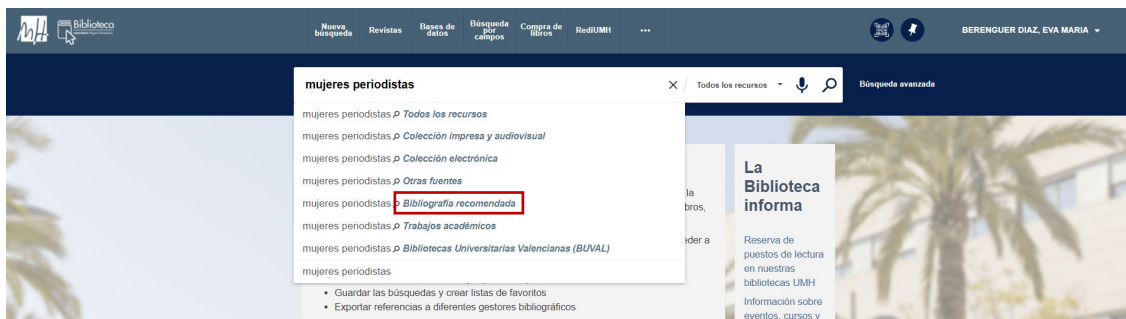 UMH
Biblioteca
Nueva búsqueda
Revistas
Bases de datos
Búsqueda por campos
Compra de libros
RediUMH
...
BERENGUER DIAZ, EVA MARIA
mujeres periodistas
Todos los recursos
Búsqueda avanzada
mujeres periodistas Todos los recursos
mujeres periodistas Colección impresa y audiovisual
mujeres periodistas Colección electrónica
mujeres periodistas Otras fuentes
mujeres periodistas Bibliografía recomendada
mujeres periodistas Trabajos académicos
mujeres periodistas Bibliotecas Universitarias Valencianas (BUVAL)
mujeres periodistas
la
bros,
eder a
• Guardar las búsquedas y crear listas de favoritos
• Exportar referencias a diferentes gestores bibliográficos
La
Biblioteca
informa
Reserva de
puestos de lectura
en nuestras
bibliotecas UMH
Información sobre
eventos, cursos y